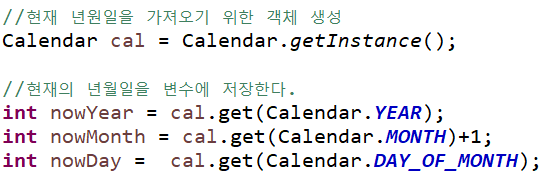 //현재 년원일을 가져오기 위한 객체 생성
Calendar cal = Calendar.getInstance();
//현재의 년월일을 변수에 저장한다.
int nowYear = cal.get(Calendar.YEAR);
int nowMonth = cal.get(Calendar.MONTH)+1;
int nowDay =  cal.get(Calendar.DAY_OF_MONTH);